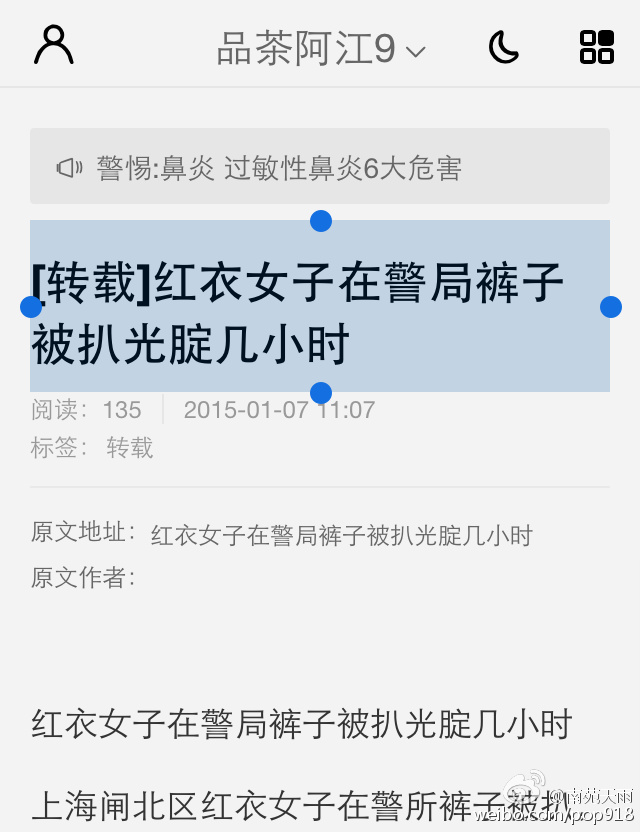 品茶阿江9
警惕:鼻炎 过敏性鼻炎6大危害
[转载]红衣女子在警局裤子
被扒光腚几小时
阅读：135 2015-01-07 11:07
标签：转载
原文地址：红衣女子在警局裤子被扒光腚几小时
原文作者：
红衣女子在警局裤子被扒光腚几小时
上海闸北区红衣女子在警所裤子被扒
@南苑天雨
weibo.com/pop918